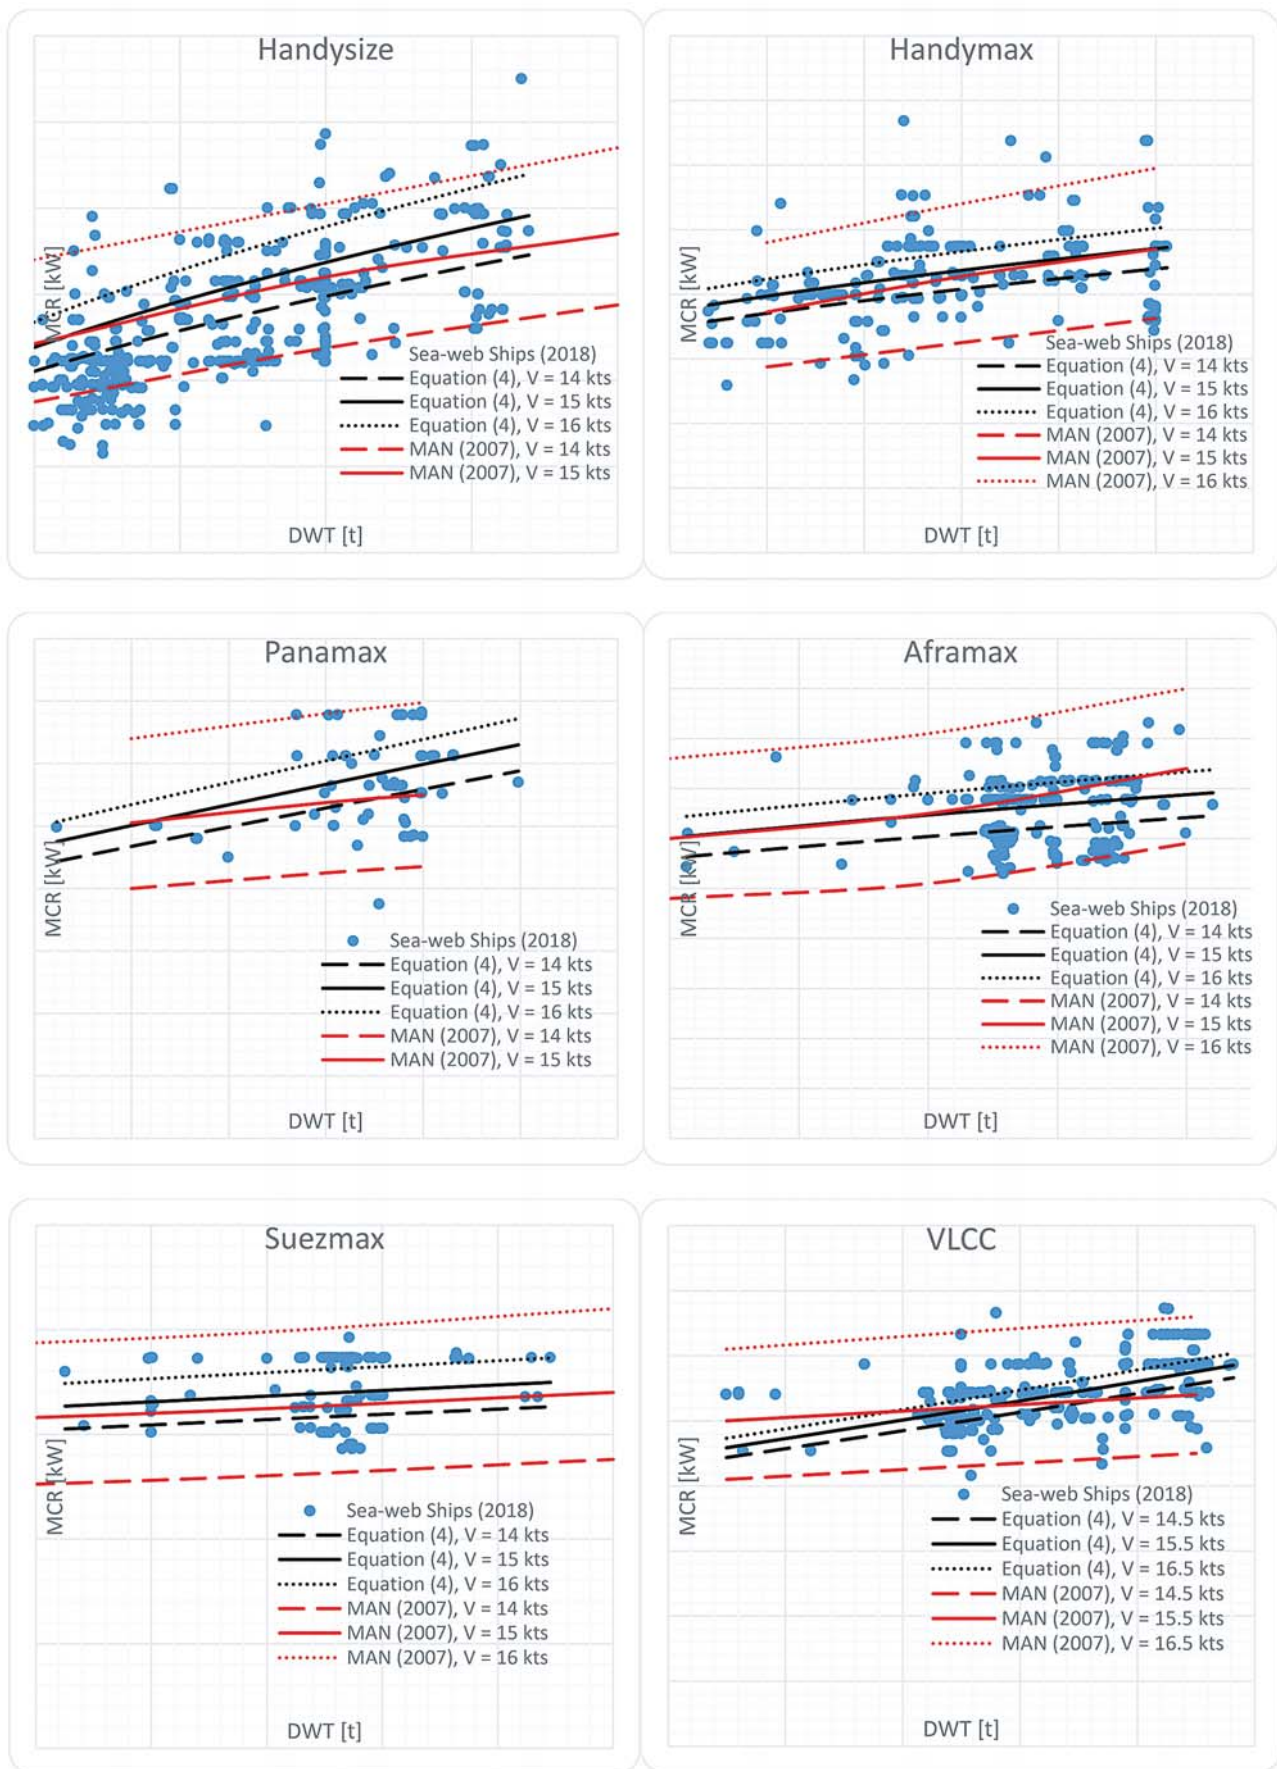 Handysize
MCR [kW]
Sea-web Ships (2018)
Equation (4), V = 14 kts
Equation (4), V = 15 kts
Equation (4), V = 16 kts
MAN (2007), V = 14 kts
MAN (2007), V = 15 kts
DWT [t]
Handymax
MCR [kW]
Sea-web Ships (2018)
Equation (4), V = 14 kts
Equation (4), V = 15 kts
Equation (4), V = 16 kts
MAN (2007), V = 14 kts
MAN (2007), V = 15 kts
MAN (2007), V = 16 kts
DWT [t]
Panamax
MCR [kW]
Sea-web Ships (2018)
Equation (4), V = 14 kts
Equation (4), V = 15 kts
Equation (4), V = 16 kts
MAN (2007), V = 14 kts
MAN (2007), V = 15 kts
DWT [t]
Aframax
MCR [kW]
Sea-web Ships (2018)
Equation (4), V = 14 kts
Equation (4), V = 15 kts
Equation (4), V = 16 kts
MAN (2007), V = 14 kts
MAN (2007), V = 15 kts
MAN (2007), V = 16 kts
DWT [t]
Suezmax
MCR [kW]
Sea-web Ships (2018)
Equation (4), V = 14 kts
Equation (4), V = 15 kts
Equation (4), V = 16 kts
MAN (2007), V = 14 kts
MAN (2007), V = 15 kts
MAN (2007), V = 16 kts
DWT [t]
VLCC
MCR [kW]
Sea-web Ships (2018)
Equation (4), V = 14.5 kts
Equation (4), V = 15.5 kts
Equation (4), V = 16.5 kts
MAN (2007), V = 14.5 kts
MAN (2007), V = 15.5 kts
MAN (2007), V = 16.5 kts
DWT [t]